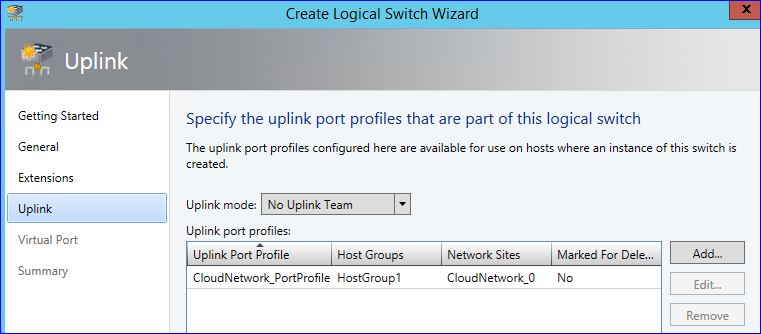 Create Logical Switch Wizard
x
Uplink
Getting Started
General
Extensions
Uplink
Virtual Port
Summary
Specify the uplink port profiles that are part of this logical switch
The uplink port profiles configured here are available for use on hosts where an instance of this switch is
created.
Uplink mode: No Uplink Team
Uplink port profiles:
Uplink Port Profile Host Groups Network Sites Marked For Dele...
CloudNetwork_PortProfile HostGroup1 CloudNetwork_0 No
Add...
Edit...
Remove